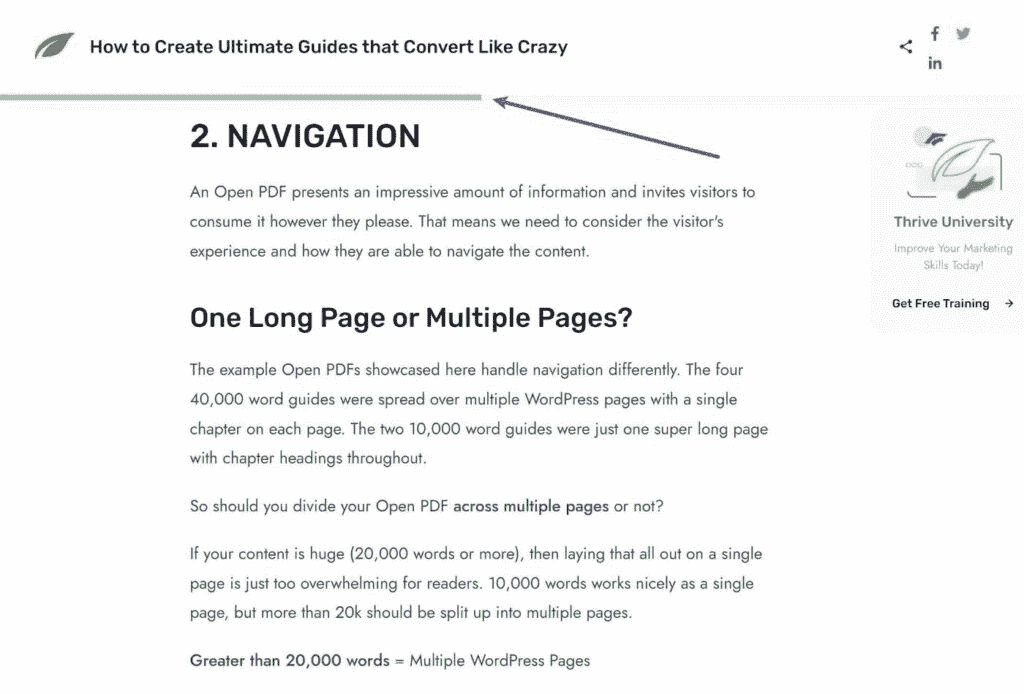 How to Create Ultimate Guides that Convert Like Crazy
2. NAVIGATION
An Open PDF presents an impressive amount of information and invites visitors to
consume it however they please. That means we need to consider the visitor's
experience and how they are able to navigate the content.
One Long Page or Multiple Pages?
The example Open PDFs showcased here handle navigation differently. The four
40,000 word guides were spread over multiple WordPress pages with a single
chapter on each page. The two 10,000 word guides were just one super long page
with chapter headings throughout.
So should you divide your Open PDF across multiple pages or not?
If your content is huge (20,000 words or more), then laying that all out on a single
page is just too overwhelming for readers. 10,000 words works nicely as a single
page, but more than 20k should be split up into multiple pages.
Greater than 20,000 words = Multiple WordPress Pages
Thrive University
Improve Your Marketing
Skills Today!
Get Free Training →